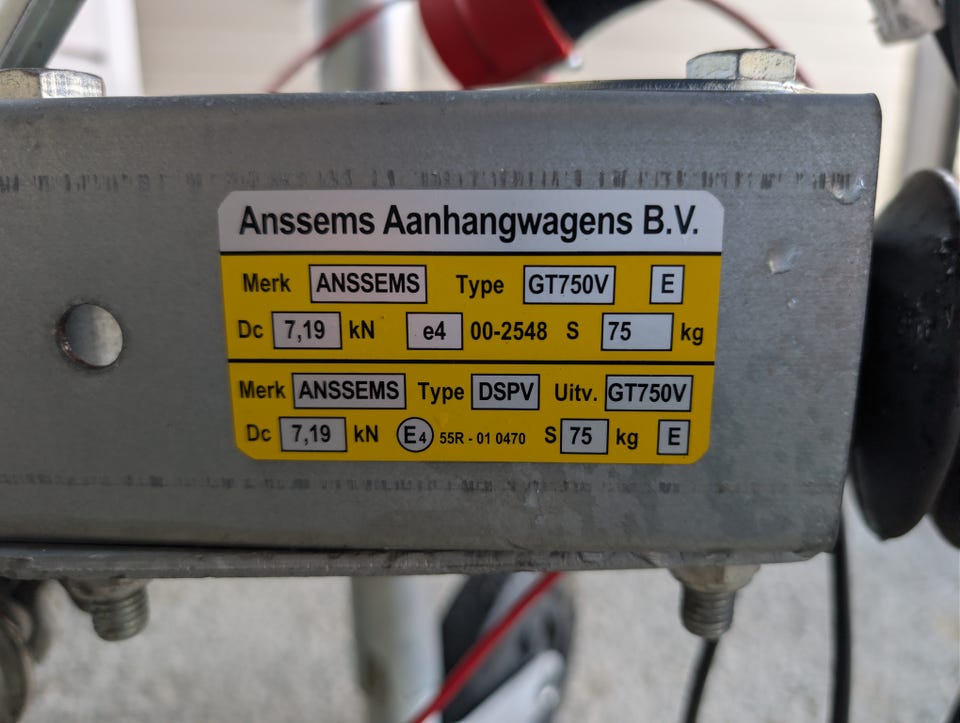 Anssems Aanhangwagens B.V.
Merk ANSSEMS Type GT750V E
Dc 7,19 kN e4 00-2548 S 75 kg
Merk ANSSEMS Type DSPV Uitv. GT750V
Dc 7,19 kN E4 55R - 01 0470 S 75 kg E